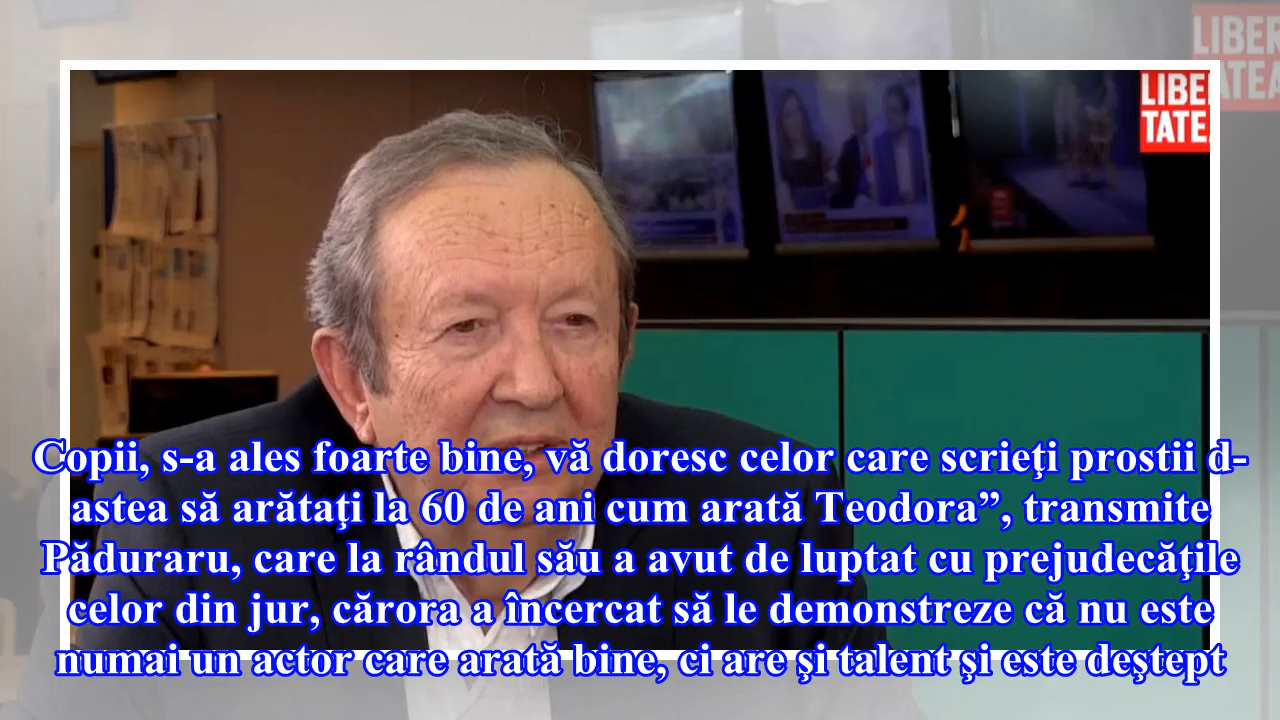 LIBER
TATEA
LIBE
TATE
Copii, s-a ales foarte bine, vă doresc celor care scrieţi prostii d-
astea să arătaţi la 60 de ani cum arată Teodora”, transmite
Păduraru, care la rândul său a avut de luptat cu prejudecăţile
celor din jur, cărora a încercat să le demonstreze că nu este
numai un actor care arată bine, ci are şi talent şi este deştept